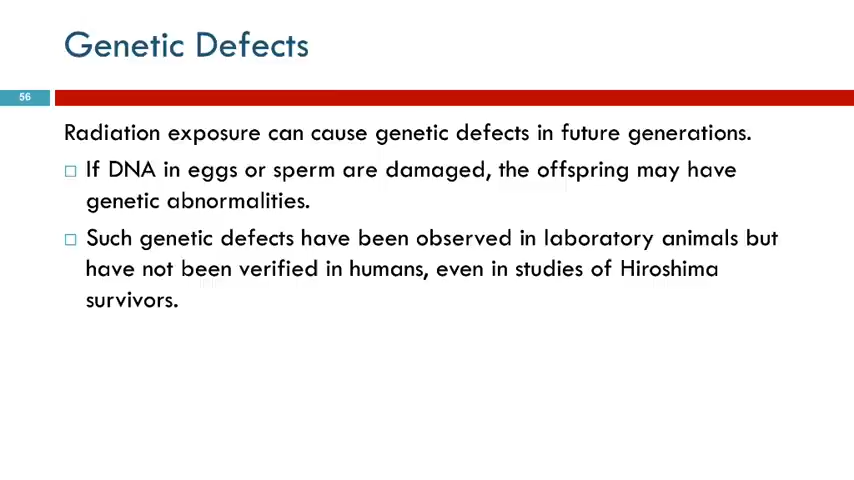 Genetic Defects
56
Radiation exposure can cause genetic defects in future generations.
If DNA in eggs or sperm are damaged, the offspring may have
genetic abnormalities.
Such genetic defects have been observed in laboratory animals but
have not been verified in humans, even in studies of Hiroshima
survivors.